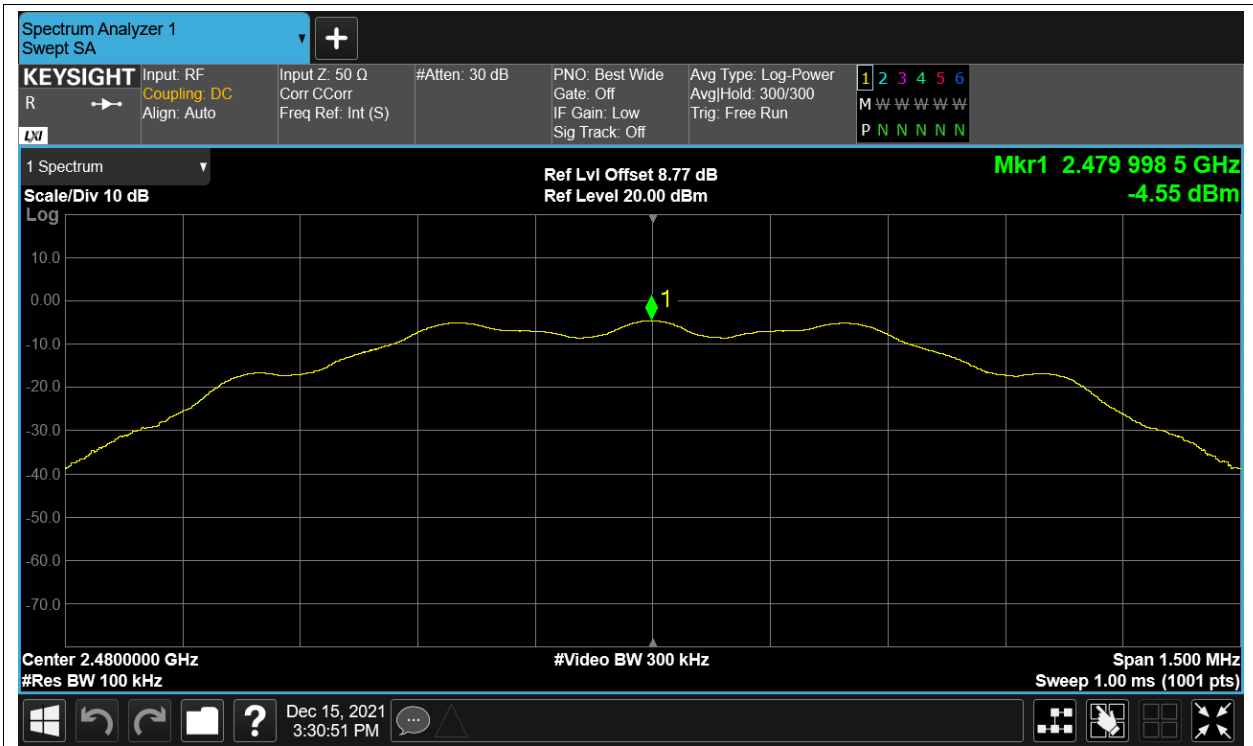 Spectrum Analyzer 1
Swept SA
▼
+
KEYSIGHT
R
LXI
Input: RF
Coupling: DC
Align: Auto
Input Z: 50 Ω
Corr CCorr
Freq Ref: Int (S)
#Atten: 30 dB
PNO: Best Wide
Gate: Off
IF Gain: Low
Sig Track: Off
Avg Type: Log-Power
Avg|Hold: 300/300
Trig: Free Run
1 2 3 4 5 6
M W W W W W
P N N N N N
1 Spectrum ▼
Scale/Div 10 dB
Log
Ref Lvl Offset 8.77 dB
Ref Level 20.00 dBm
Mkr1 2.479 998 5 GHz
-4.55 dBm
10.0
0.00
-10.0
-20.0
-30.0
-40.0
-50.0
-60.0
-70.0
1
Center 2.4800000 GHz
#Res BW 100 kHz
#Video BW 300 kHz
Span 1.500 MHz
Sweep 1.00 ms (1001 pts)
?
Dec 15, 2021
3:30:51 PM